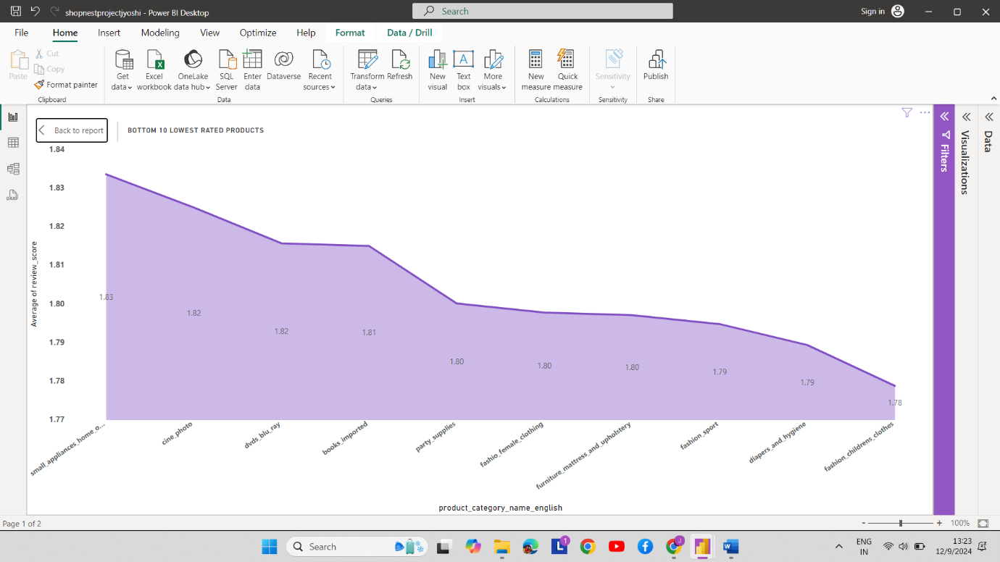 shopnestprojectjyoshi - Power BI Desktop
Search
Sign in
File Home Insert Modeling View Optimize Help Format Data / Drill
Paste
Cut
Copy
Format painter
Clipboard
Get data
Excel workbook
OneLake data hub
SQL Server
Enter data
Dataverse
Recent sources
Data
Transform data
Refresh
Queries
New visual
Text box
More visuals
Insert
New measure
Quick measure
Calculations
Sensitivity
Sensitivity
Publish
Share
Back to report
BOTTOM 10 LOWEST RATED PRODUCTS
Filters
Visualizations
Data
DAX
Average of review_score
1.84
1.83
1.82
1.81
1.80
1.79
1.78
1.77
1.83
1.82
1.82
1.81
1.80
1.80
1.80
1.79
1.79
1.78
small_appliances_home_o...
cine_photo
dvds_blu_ray
books_imported
party_supplies
fashio_female_clothing
furniture_mattress_and_upholstery
fashion_sport
diapers_and_hygiene
fashion_childrens_clothes
product_category_name_english
Page 1 of 2
- + 100%
Search
L 1
J
W
ENG
IN
13:23
12/9/2024